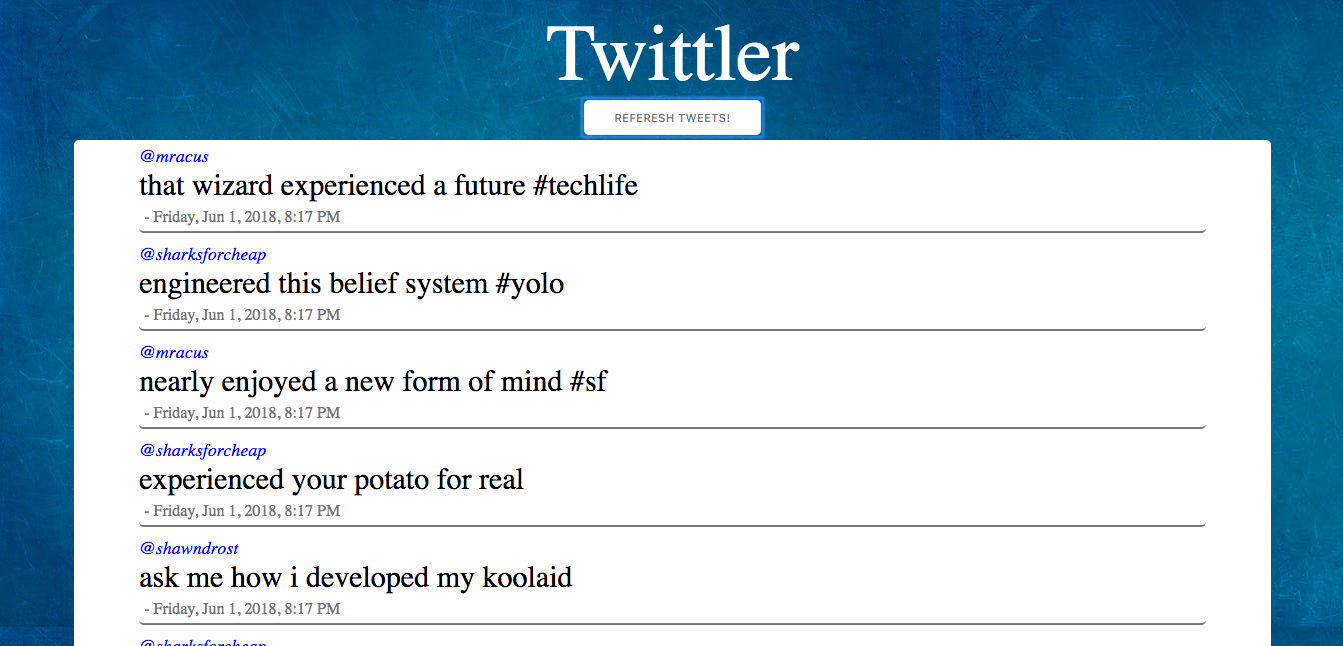 Twittler
REFERESH TWEETS!
@mracus
that wizard experienced a future #techlife
- Friday, Jun 1, 2018, 8:17 PM
@sharksforcheap
engineered this belief system #yolo
- Friday, Jun 1, 2018, 8:17 PM
@mracus
nearly enjoyed a new form of mind #sf
- Friday, Jun 1, 2018, 8:17 PM
@sharksforcheap
experienced your potato for real
- Friday, Jun 1, 2018, 8:17 PM
@shawndrost
ask me how i developed my koolaid
- Friday, Jun 1, 2018, 8:17 PM
@sharksforcheap